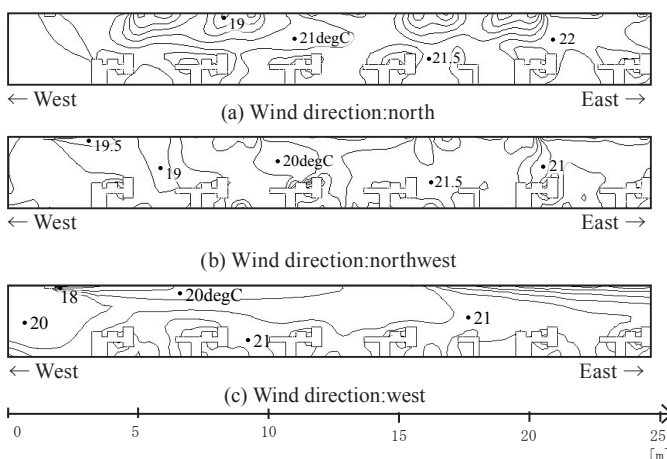 19
21degC
22
21.5
← West East →
(a) Wind direction:north
19.5
20degC
19
21
21.5
← West East →
(b) Wind direction:northwest
18
20degC
20
21
21
← West East →
(c) Wind direction:west
0 5 10 15 20 25
[m]